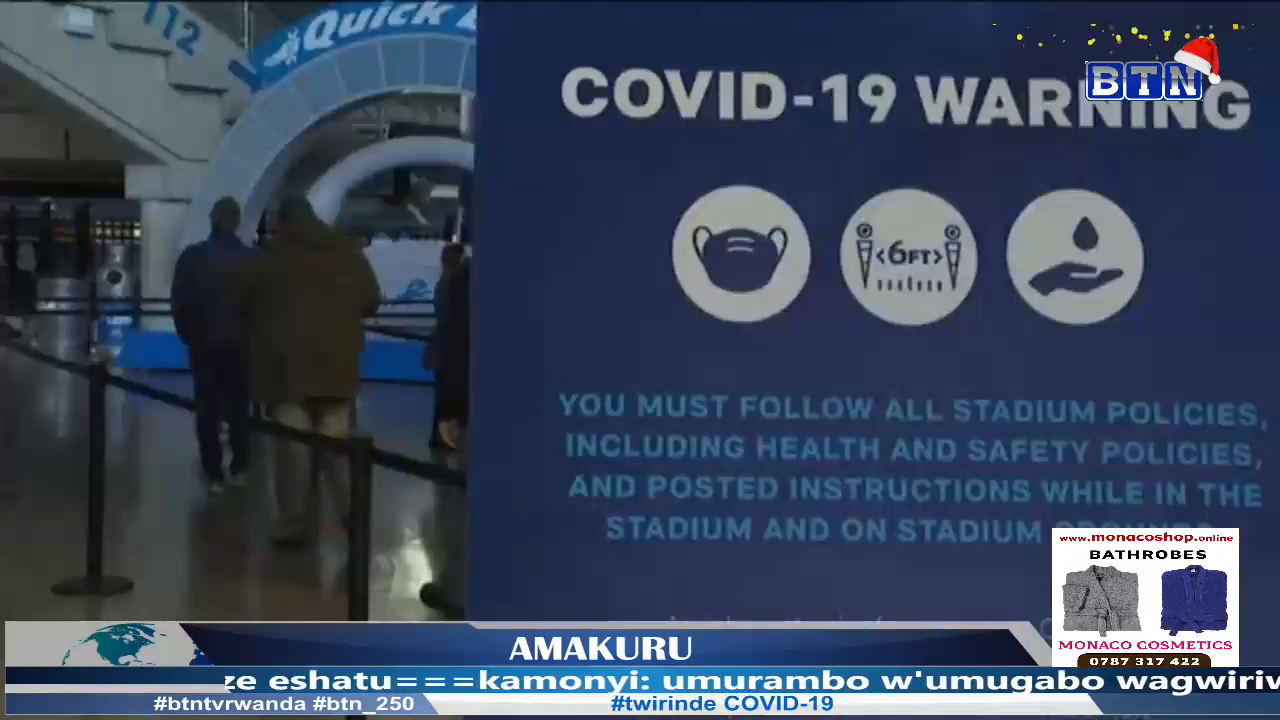 112
Quick
BTN
COVID-19 WARNING
<6FT>
YOU MUST FOLLOW ALL STADIUM POLICIES,
INCLUDING HEALTH AND SAFETY POLICIES,
AND POSTED INSTRUCTIONS WHILE IN THE
STADIUM AND ON STADIUM
www.monacoshop.online
BATHROBES
MONACO COSMETICS
0787 317 422
AMAKURU
ze eshatu===kamonyi: umurambo w'umugabo wagwiriv
#btntvrwanda #btn_250
#twirinde COVID-19